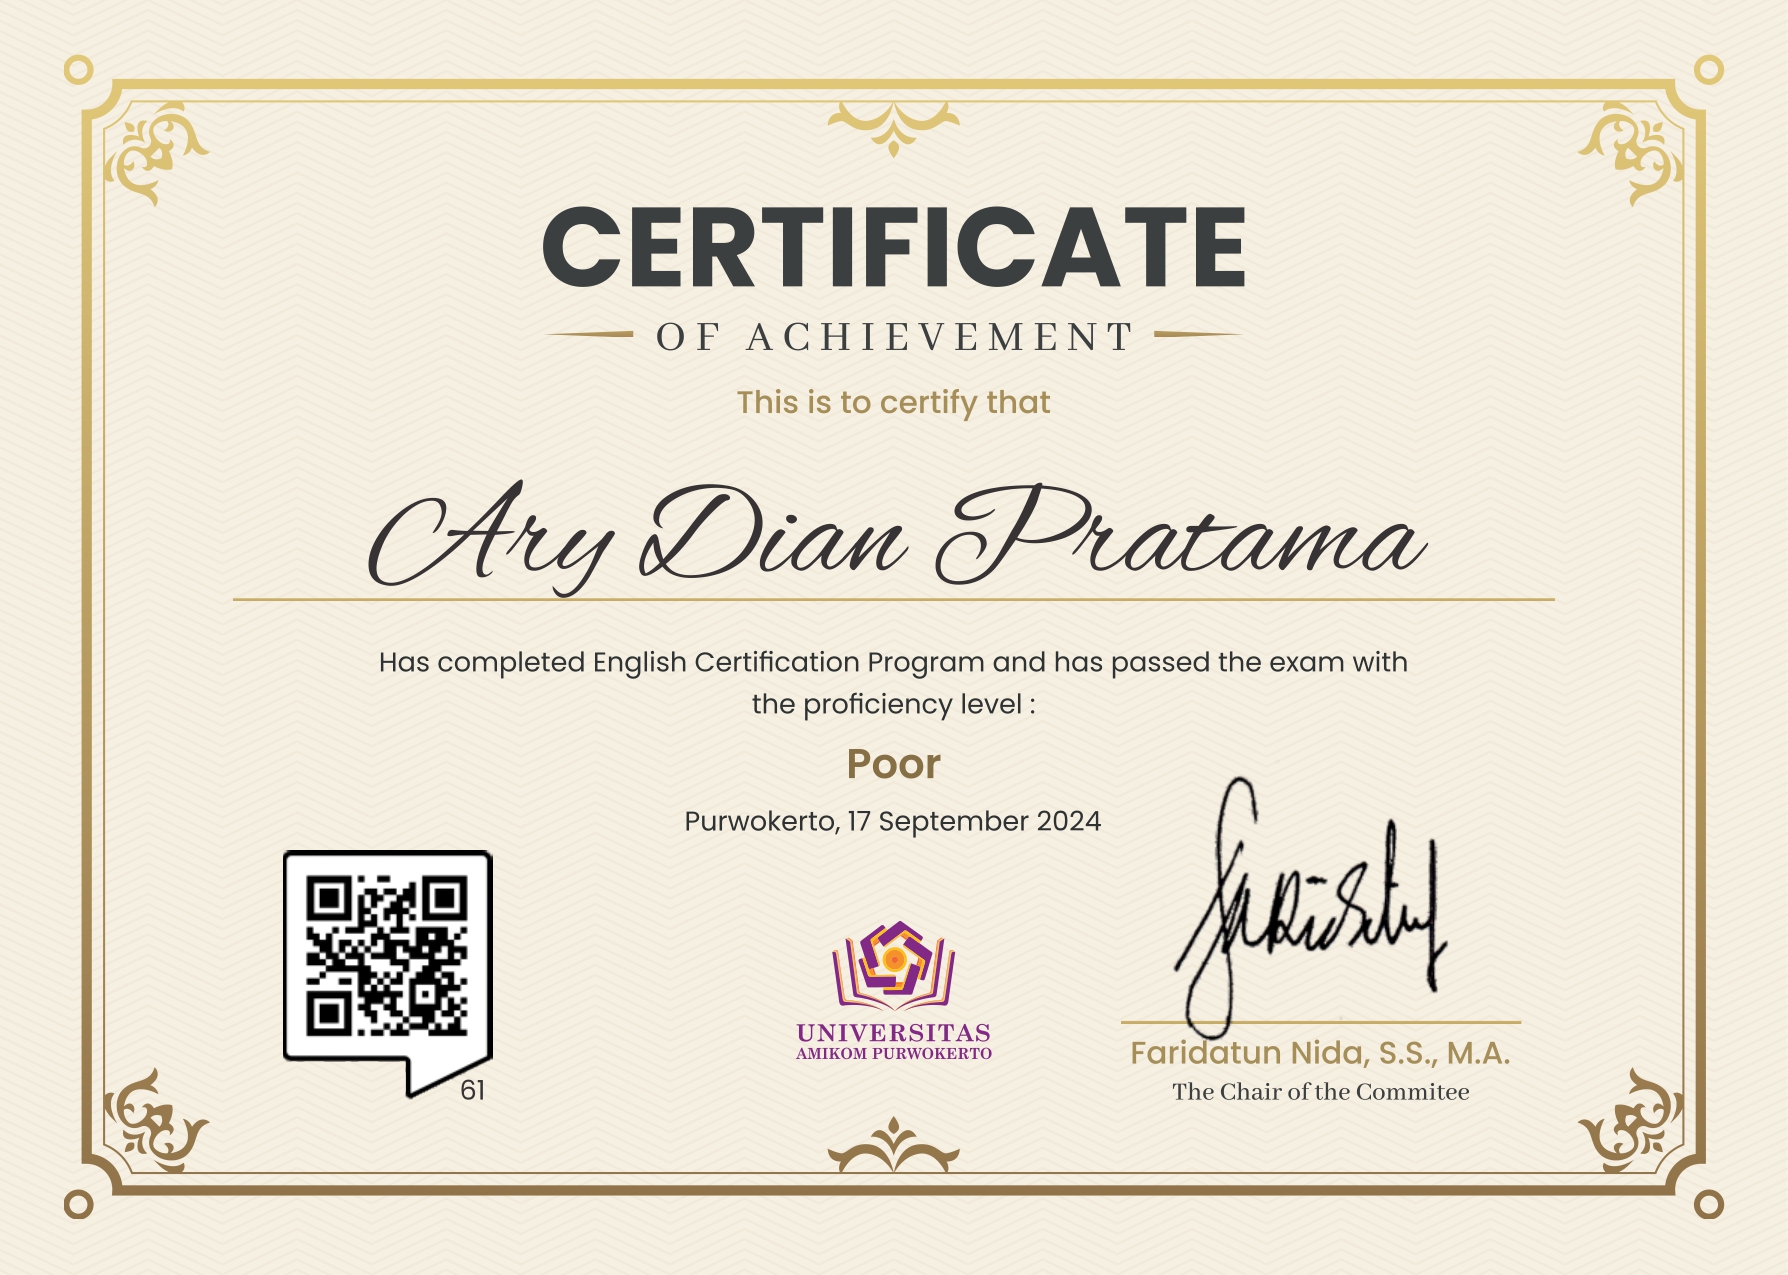 CERTIFICATE
OF ACHIEVEMENT
This is to certify that
Ary Dian Pratama
Has completed English Certification Program and has passed the exam with
the proficiency level :
Poor
Purwokerto, 17 September 2024
UNIVERSITAS
AMIKOM PURWOKERTO
Faridatun Nida, S.S., M.A.
The Chair of the Commitee
61